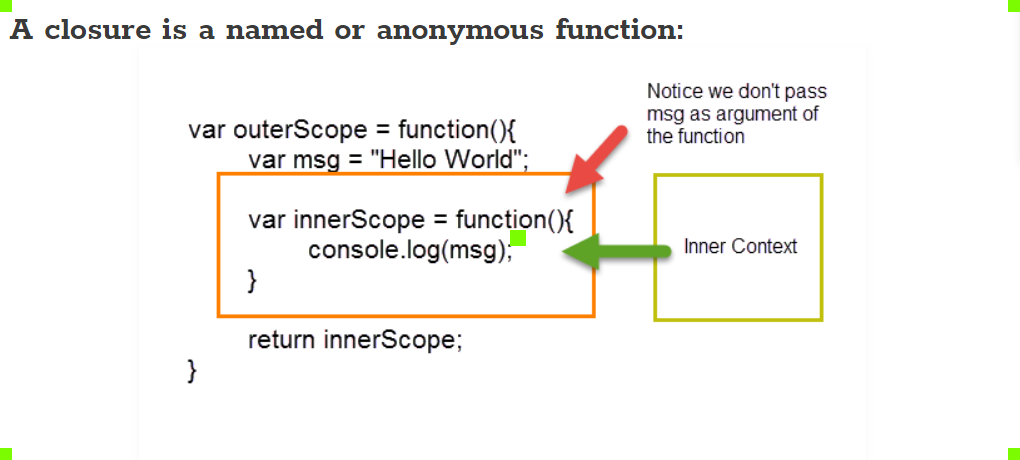 A closure is a named or anonymous function:
Notice we don't pass
msg as argument of
the function
var outerScope = function(){
var msg = "Hello World";
var innerScope = function(){
console.log(msg);
}
Inner Context
return innerScope;
}